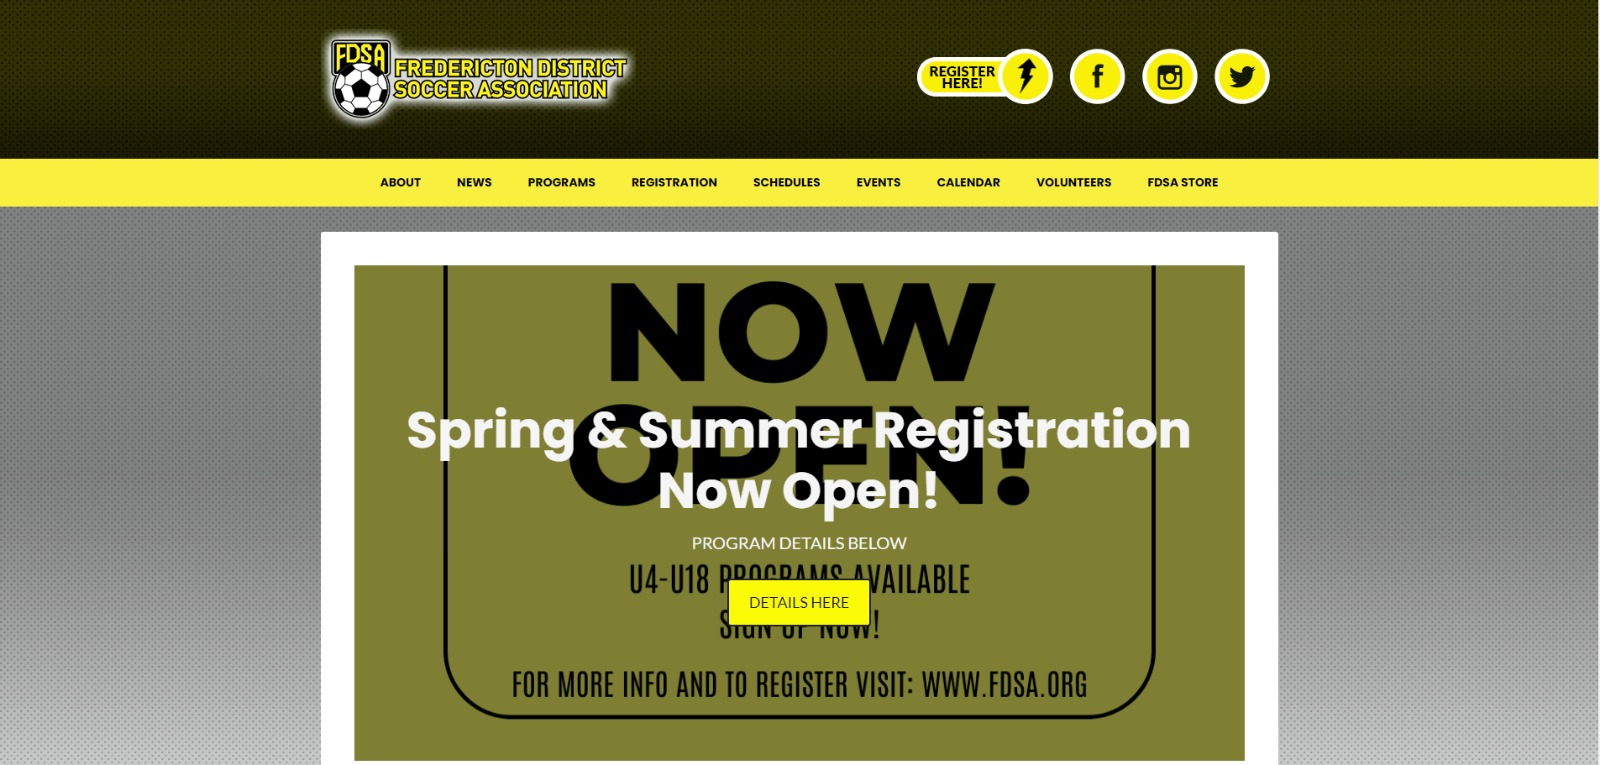 FDSA
FREDERICTON DISTRICT
SOCCER ASSOCIATION
REGISTER
HERE!
ABOUT NEWS PROGRAMS REGISTRATION SCHEDULES EVENTS CALENDAR VOLUNTEERS FDSA STORE
NOW
OPEN!
Spring & Summer Registration
Now Open!
PROGRAM DETAILS BELOW
U4-U18 PROGRAMS AVAILABLE
DETAILS HERE
SIGN UP NOW!
FOR MORE INFO AND TO REGISTER VISIT: WWW.FDSA.ORG